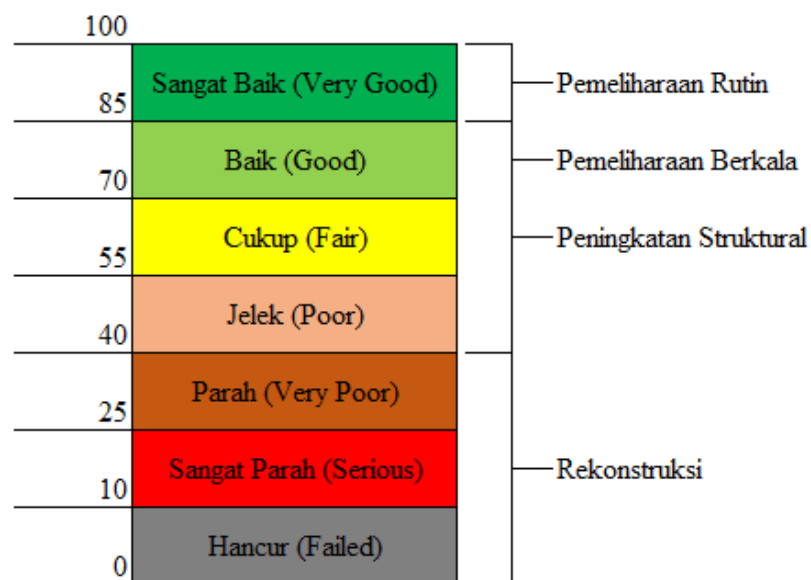 100
Sangat Baik (Very Good)
Pemeliharaan Rutin
85
Baik (Good)
Pemeliharaan Berkala
70
Cukup (Fair)
Peningkatan Struktural
55
Jelek (Poor)
40
Parah (Very Poor)
25
Sangat Parah (Serious)
Rekonstruksi
10
Hancur (Failed)
0